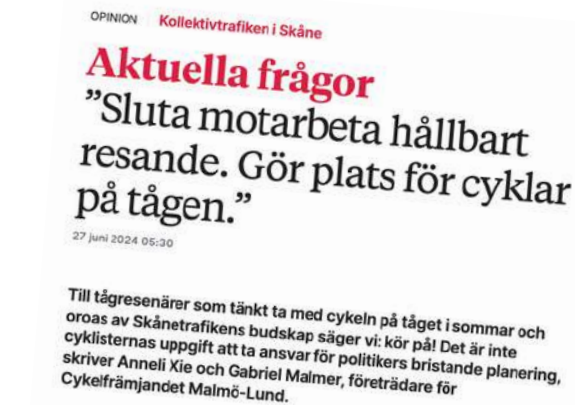 OPINION Kollektivtrafiken i Skåne
Aktuella frågor
”Sluta motarbeta hållbart
resande. Gör plats för cyklar
på tågen.”
27 juni 2024 05:30
Till tågresenärer som tänkt ta med cykeln på tåget i sommar och
oroas av Skånetrafikens budskap säger vi: kör på! Det är inte
cyklisternas uppgift att ta ansvar för politikers bristande planering,
skriver Anneli Xie och Gabriel Malmer, företrädare för
Cykelfrämjandet Malmö-Lund.